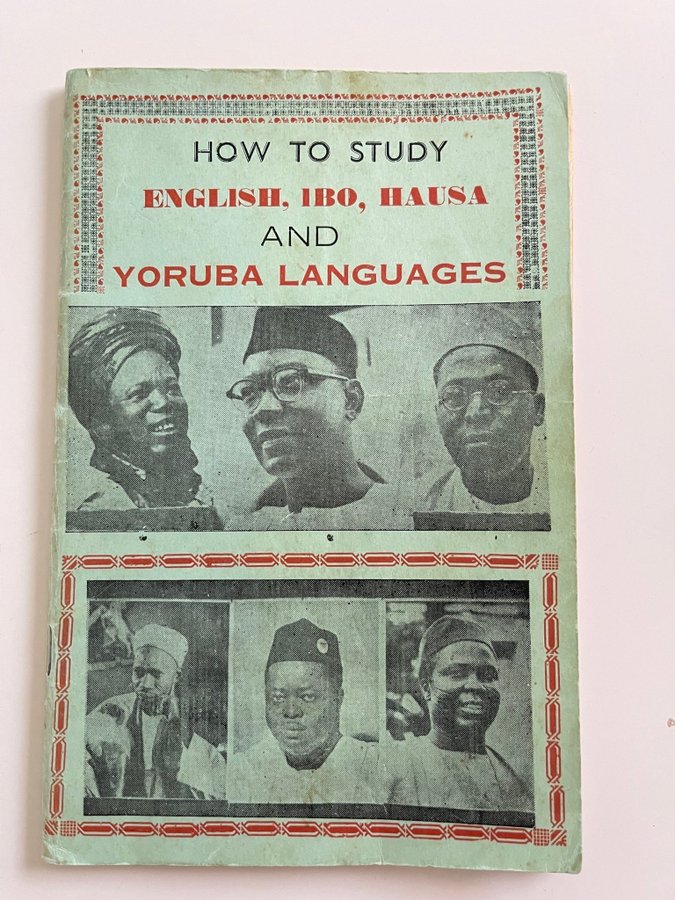 HOW TO STUDY
ENGLISH, IBO, HAUSA
AND
YORUBA LANGUAGES